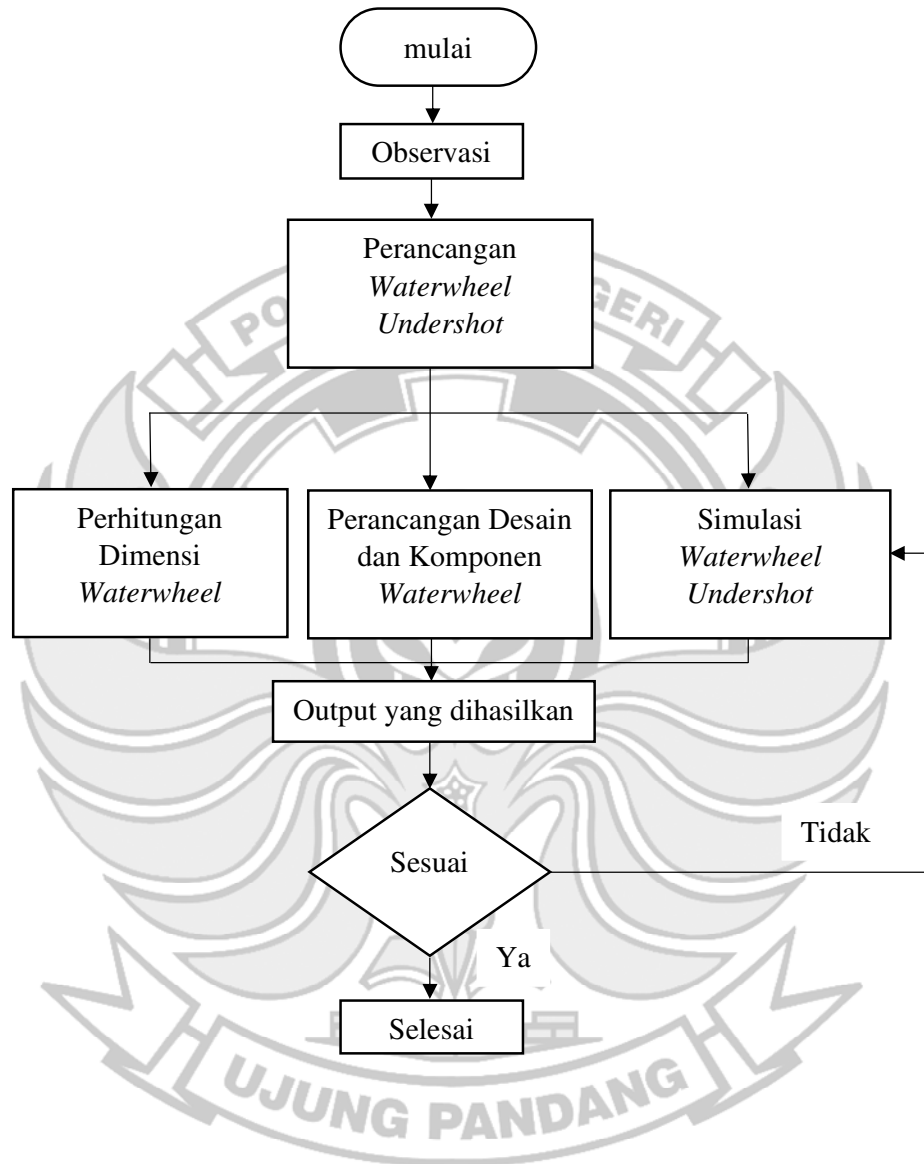 mulai
Observasi
Perancangan
Waterwheel
Undershot
Perhitungan
Dimensi
Waterwheel
Perancangan Desain
dan Komponen
Waterwheel
Simulasi
Waterwheel
Undershot
Output yang dihasilkan
Sesuai
Tidak
Ya
Selesai
UJUNG PANDANG